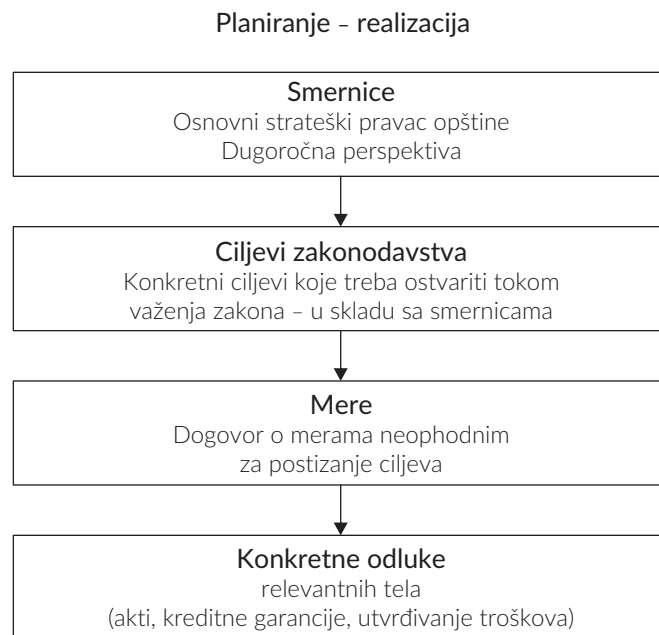 Planiranje – realizacija
Smernice
Osnovni strateški pravac opštine
Dugoročna perspektiva
Ciljevi zakonodavstva
Konkretni ciljevi koje treba ostvariti tokom
važenja zakona – u skladu sa smernicama
Mere
Dogovor o merama neophodnim
za postizanje ciljeva
Konkretne odluke
relevantnih tela
(akti, kreditne garancije, utvrđivanje troškova)